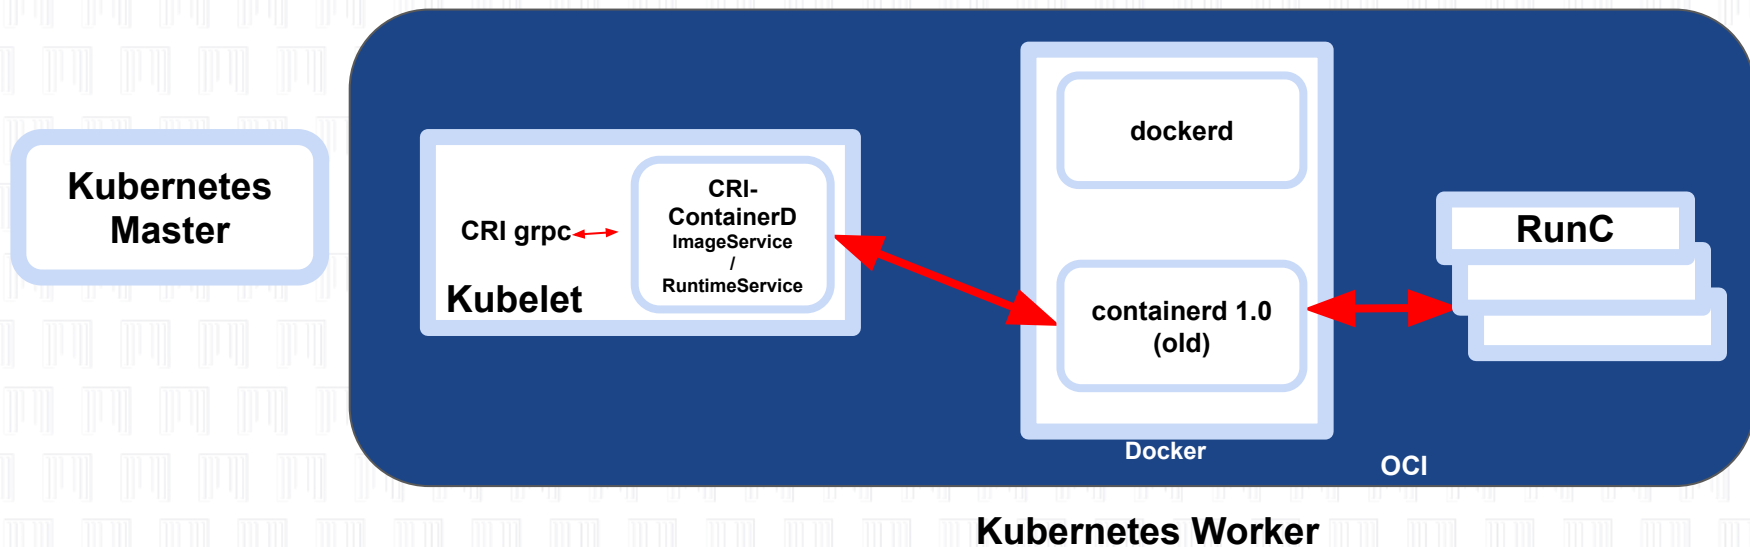 Kubernetes
Master
CRI grpc
Kubelet
CRI-
ContainerD
ImageService
/
RuntimeService
dockerd
containerd 1.0
(old)
Docker
RunC
OCI
Kubernetes Worker